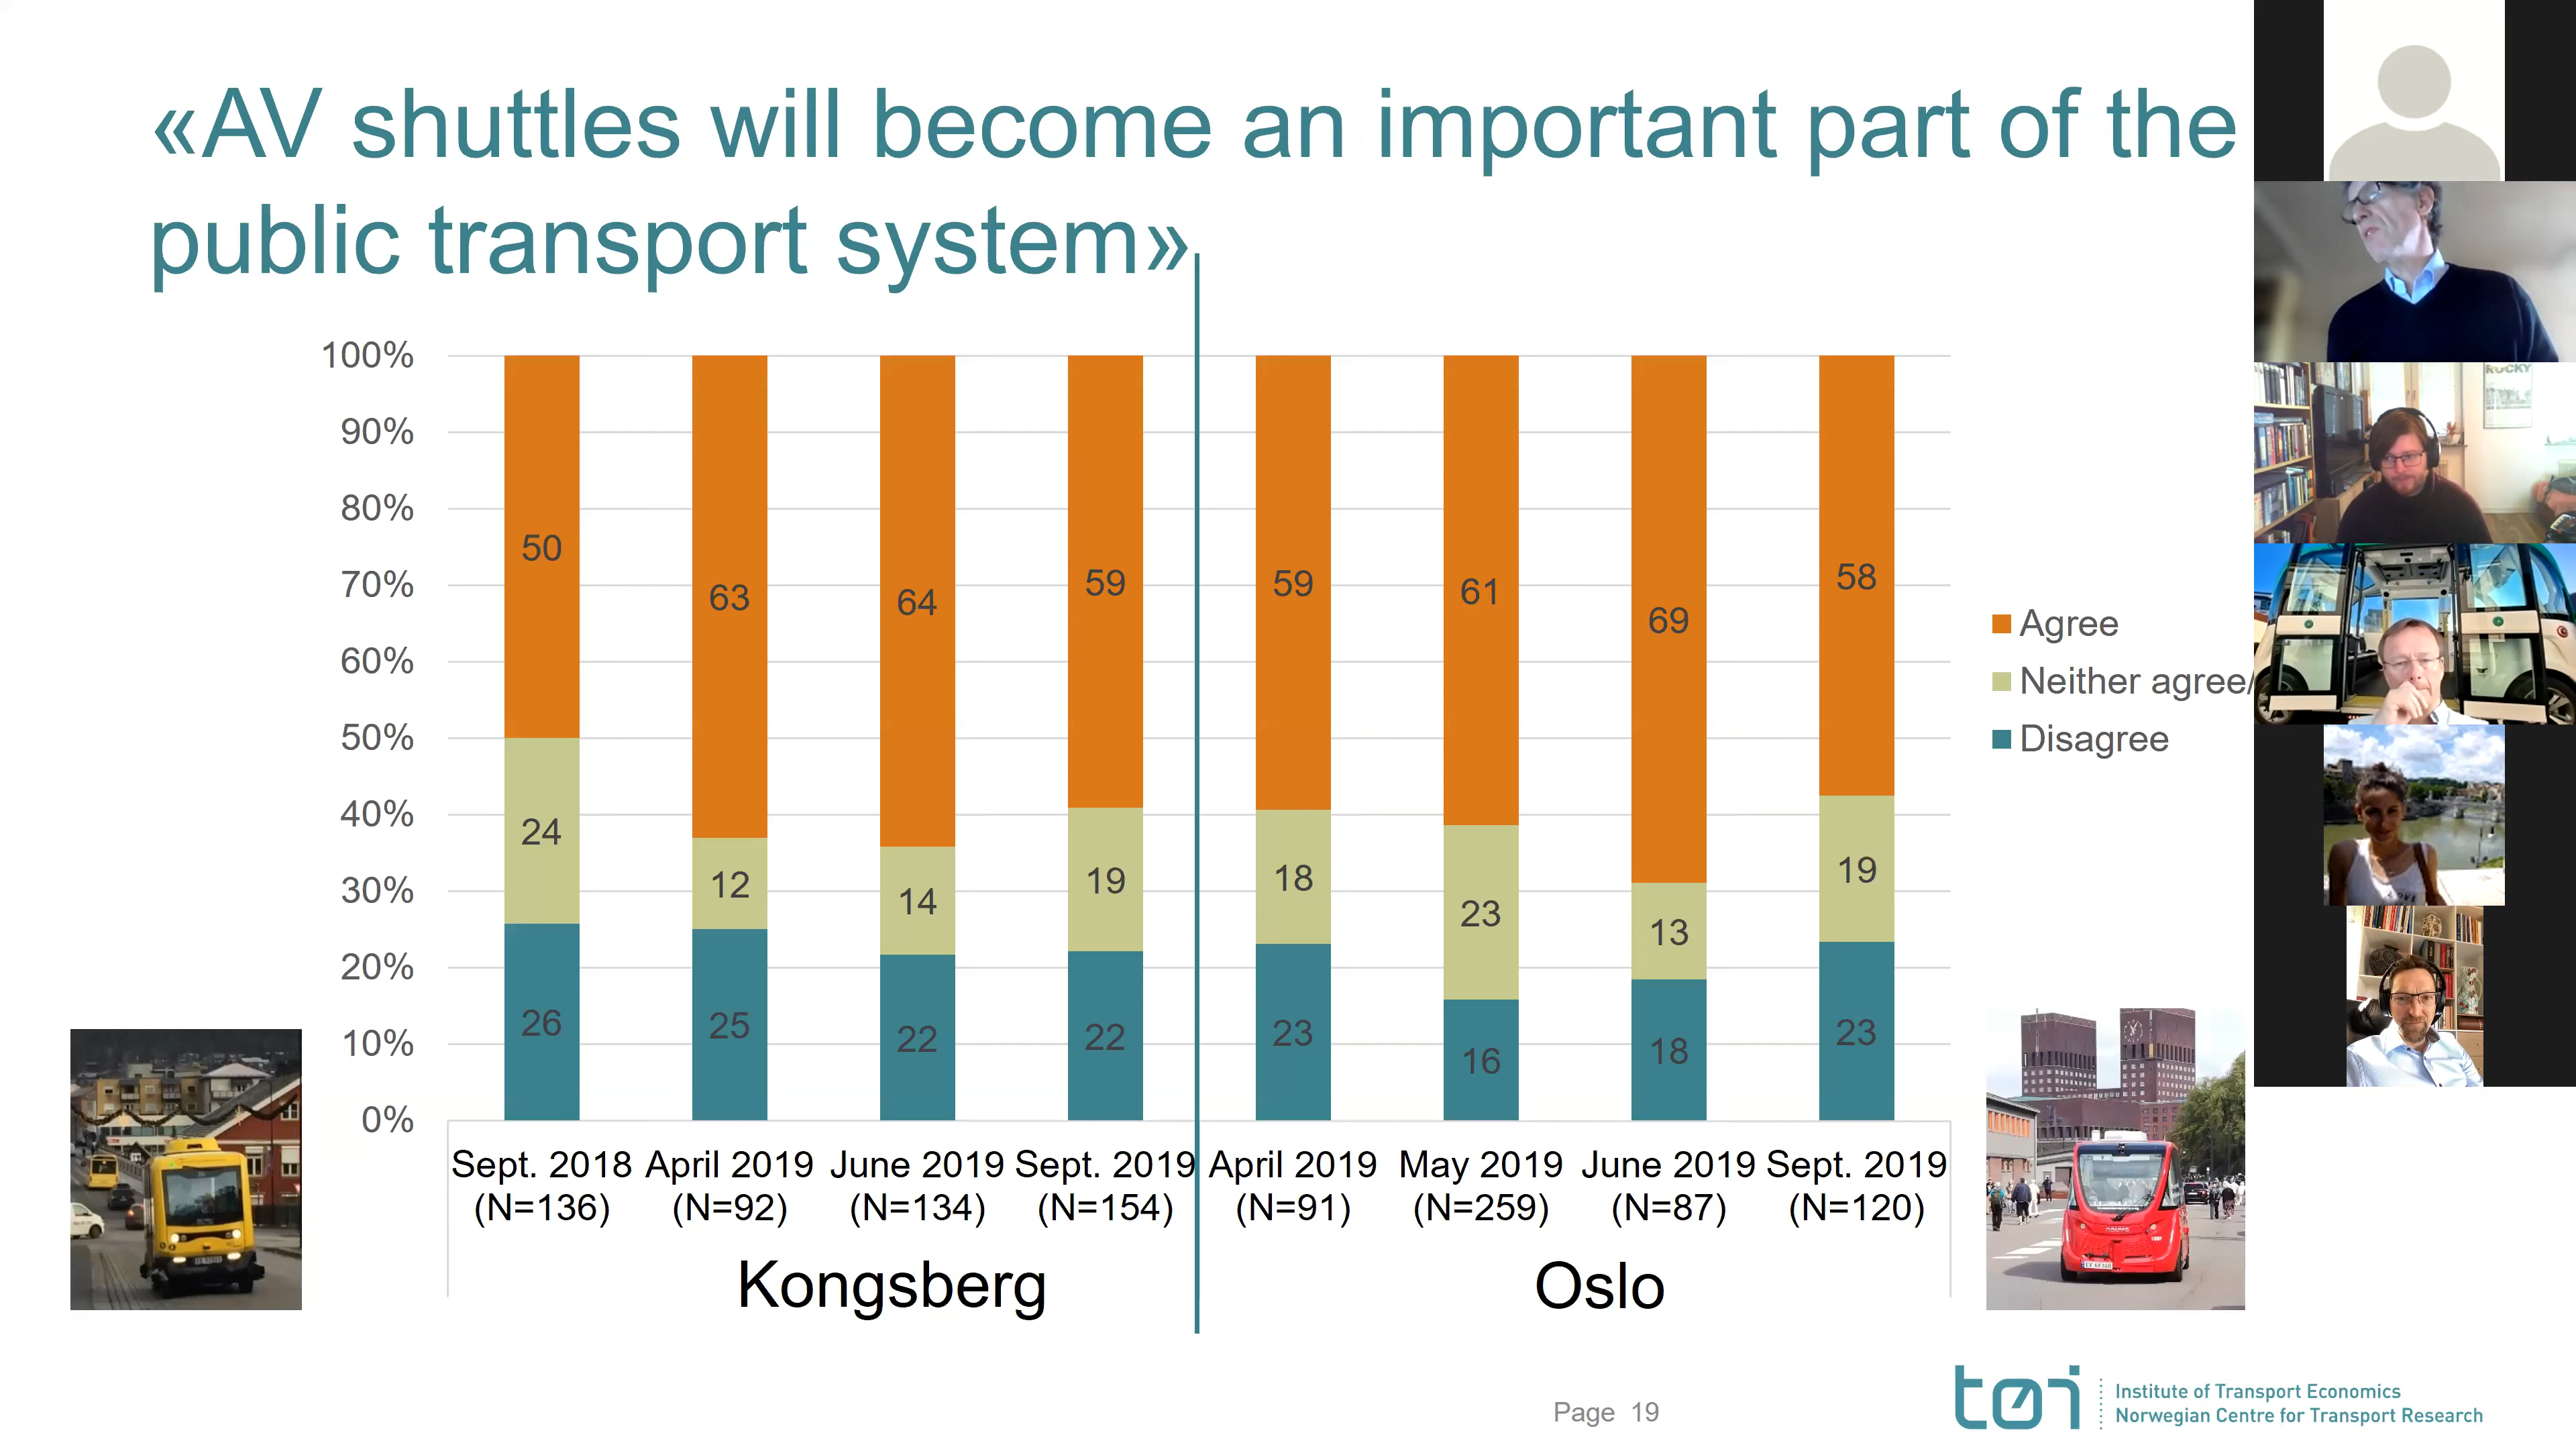 «AV shuttles will become an important part of the
public transport system»
100%
90%
80%
70%
60%
50%
40%
30%
20%
10%
0%
50 63 64 59 59 61 69 58
24 12 14 19 18 23 13 19
26 25 22 22 23 16 18 23
Agree
Neither agree/
Disagree
Sept. 2018 April 2019 June 2019 Sept. 2019 April 2019 May 2019 June 2019 Sept. 2019
(N=136) (N=92) (N=134) (N=154) (N=91) (N=259) (N=87) (N=120)
Kongsberg Oslo
ROCKY
Page 19
tøi Institute of Transport Economics
Norwegian Centre for Transport Research